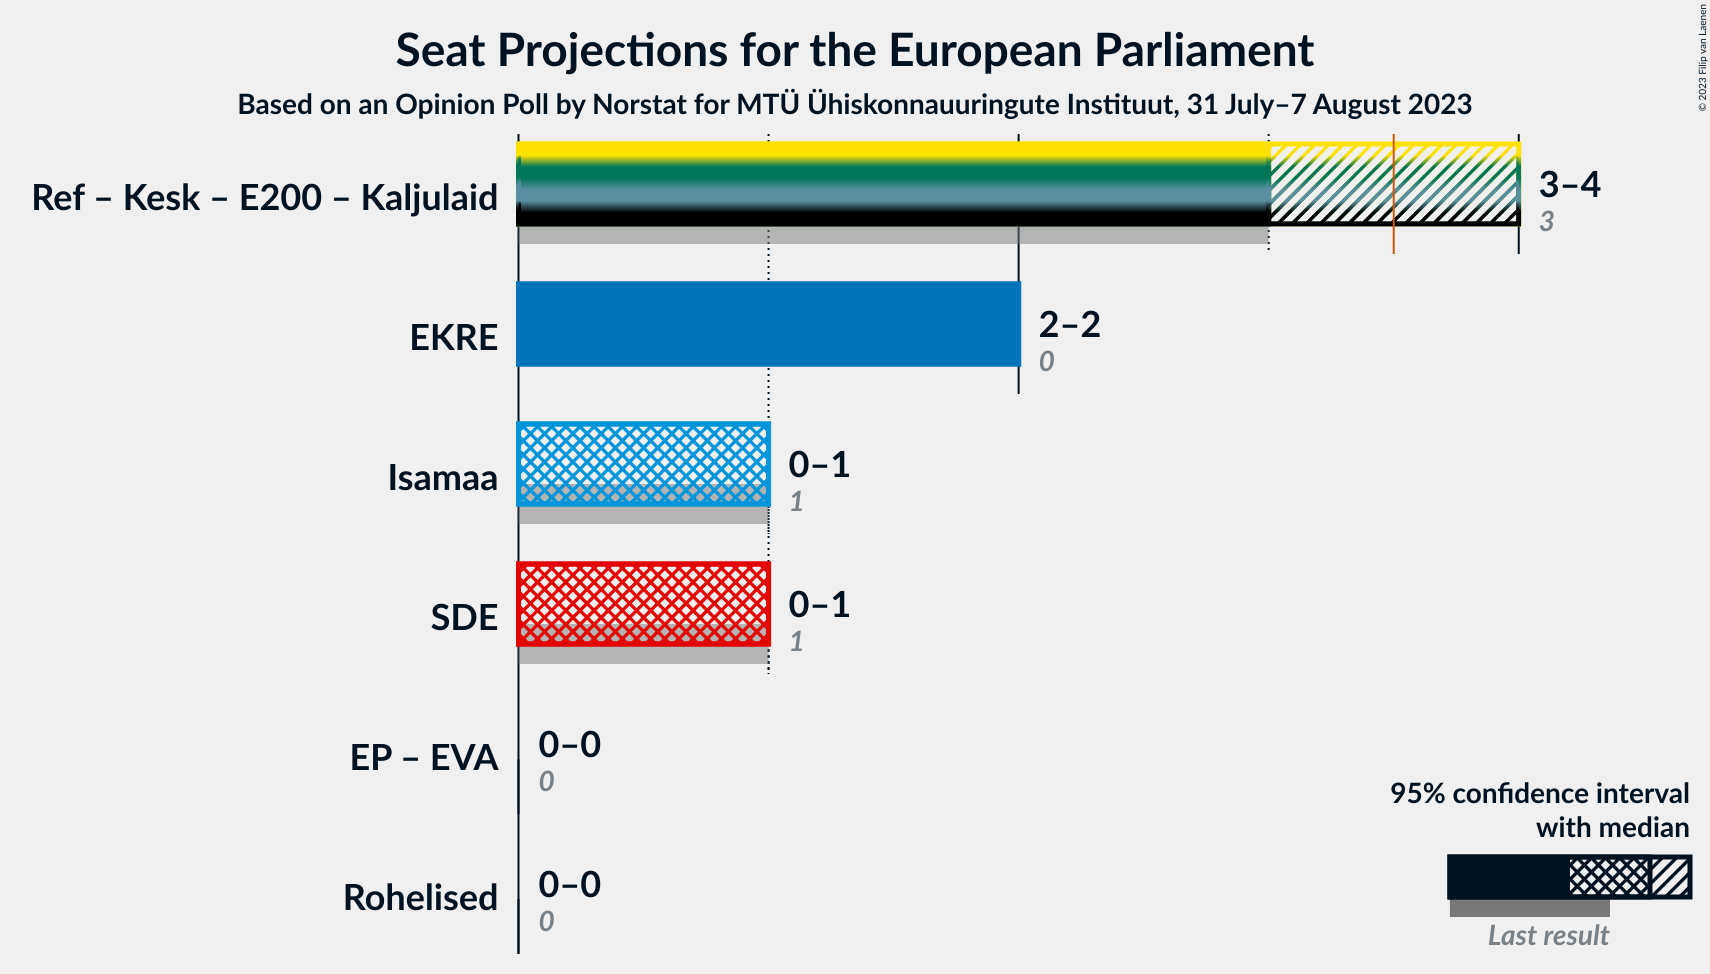 Seat Projections for the European Parliament
Based on an Opinion Poll by Norstat for MTÜ Ühiskonnauuringute Instituut, 31 July–7 August 2023
© 2023 Filip van Laenen
Ref – Kesk – E200 – Kaljulaid
3–4
3
EKRE
2–2
0
Isamaa
0–1
1
SDE
0–1
1
EP – EVA
0–0
0
Rohelised
0–0
0
95% confidence interval
with median
Last result